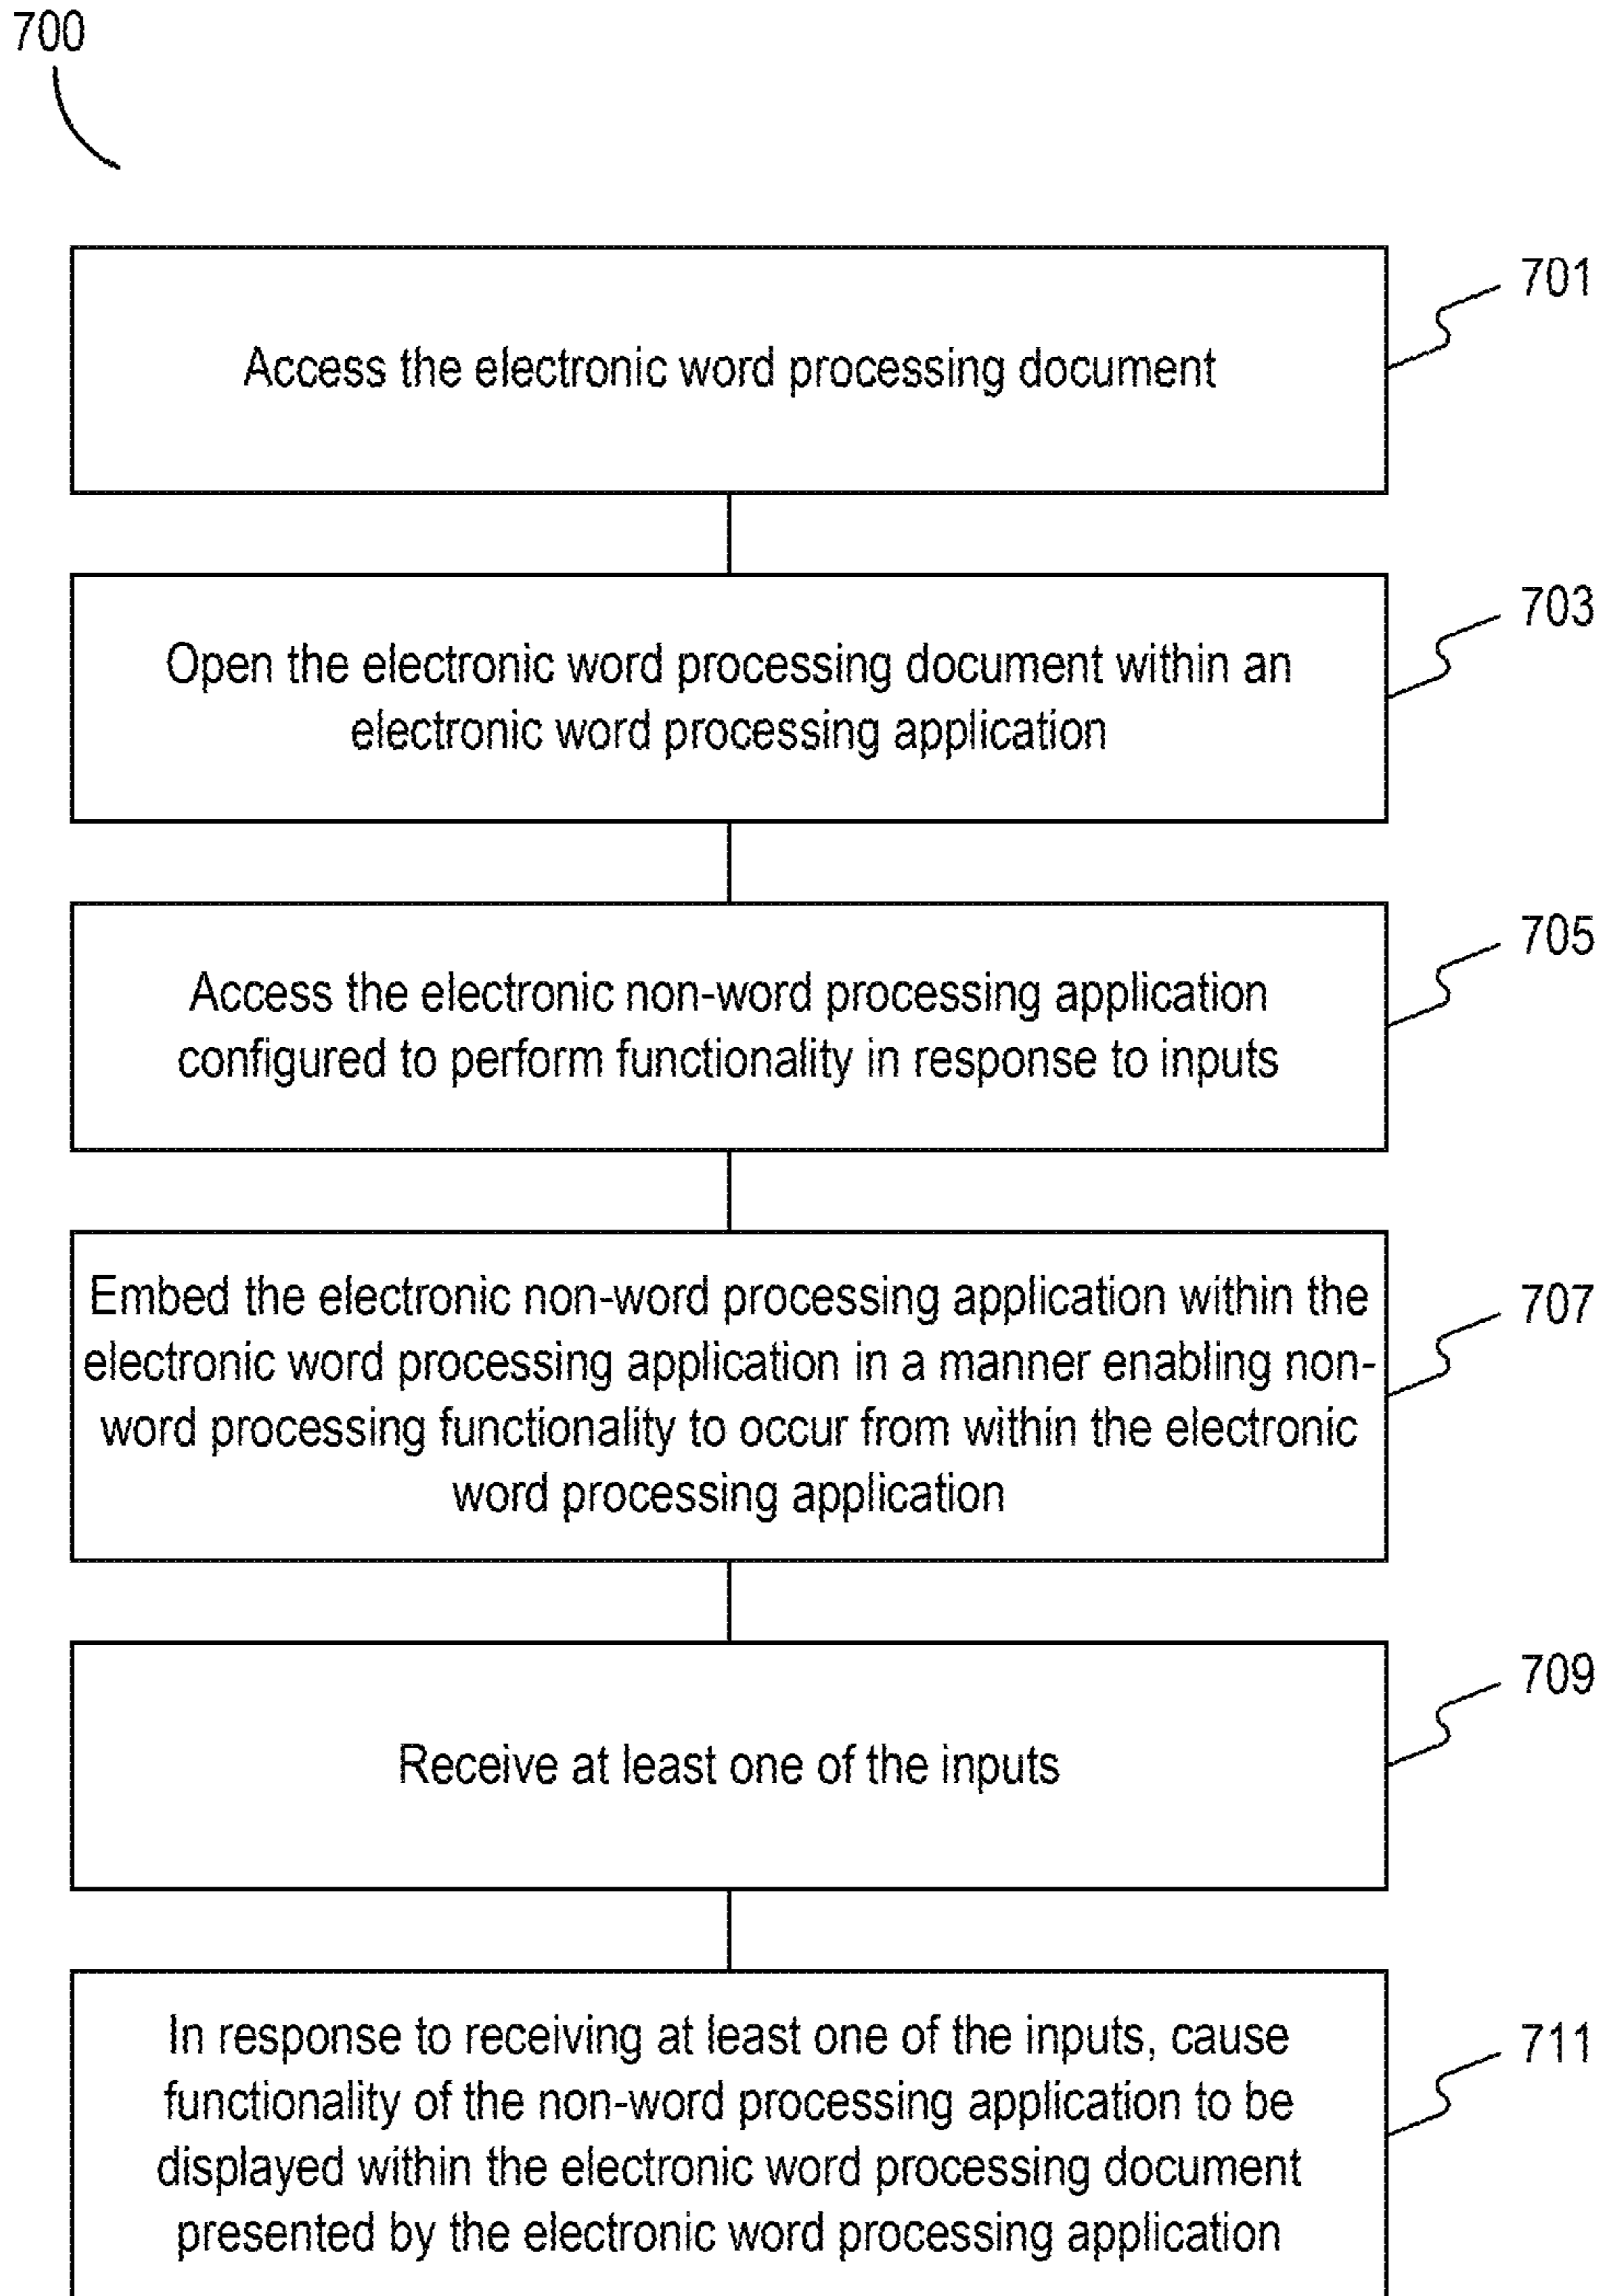 700
701
Access the electronic word processing document
703
Open the electronic word processing document within an
electronic word processing application
705
Access the electronic non-word processing application
configured to perform functionality in response to inputs
707
Embed the electronic non-word processing application within the
electronic word processing application in a manner enabling non-
word processing functionality to occur from within the electronic
word processing application
709
Receive at least one of the inputs
711
In response to receiving at least one of the inputs, cause
functionality of the non-word processing application to be
displayed within the electronic word processing document
presented by the electronic word processing application